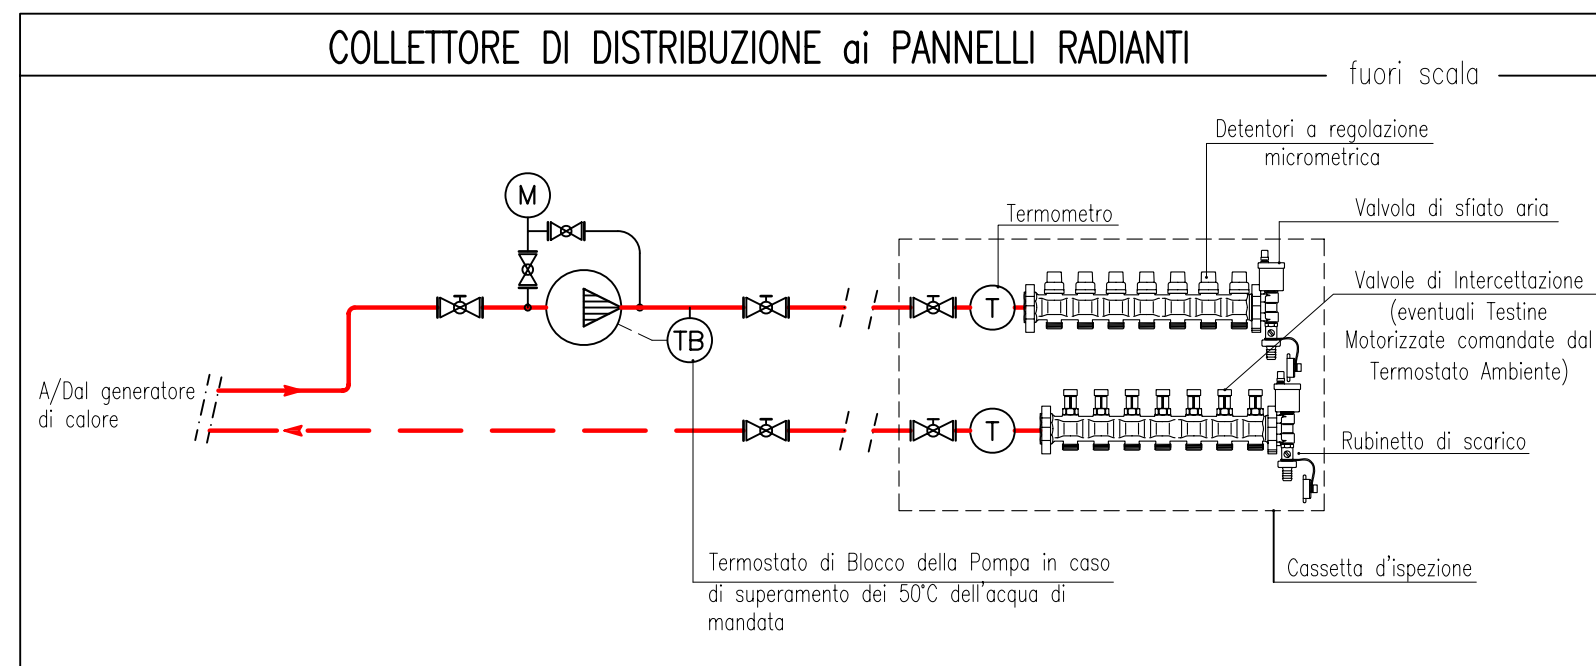 COLLETTORE DI DISTRIBUZIONE ai PANNELLI RADIANTI
fuori scala
Detentori a regolazione
micrometrica
Termometro
Valvola di sfiato aria
M
Valvole di Intercettazione
(eventuali Testine
Motorizzate comandate dal
Termostato Ambiente)
T
TB
A/Dal generatore
di calore
T
Rubinetto di scarico
Termostato di Blocco della Pompa in caso
di superamento dei 50°C dell'acqua di
mandata
Cassetta d'ispezione